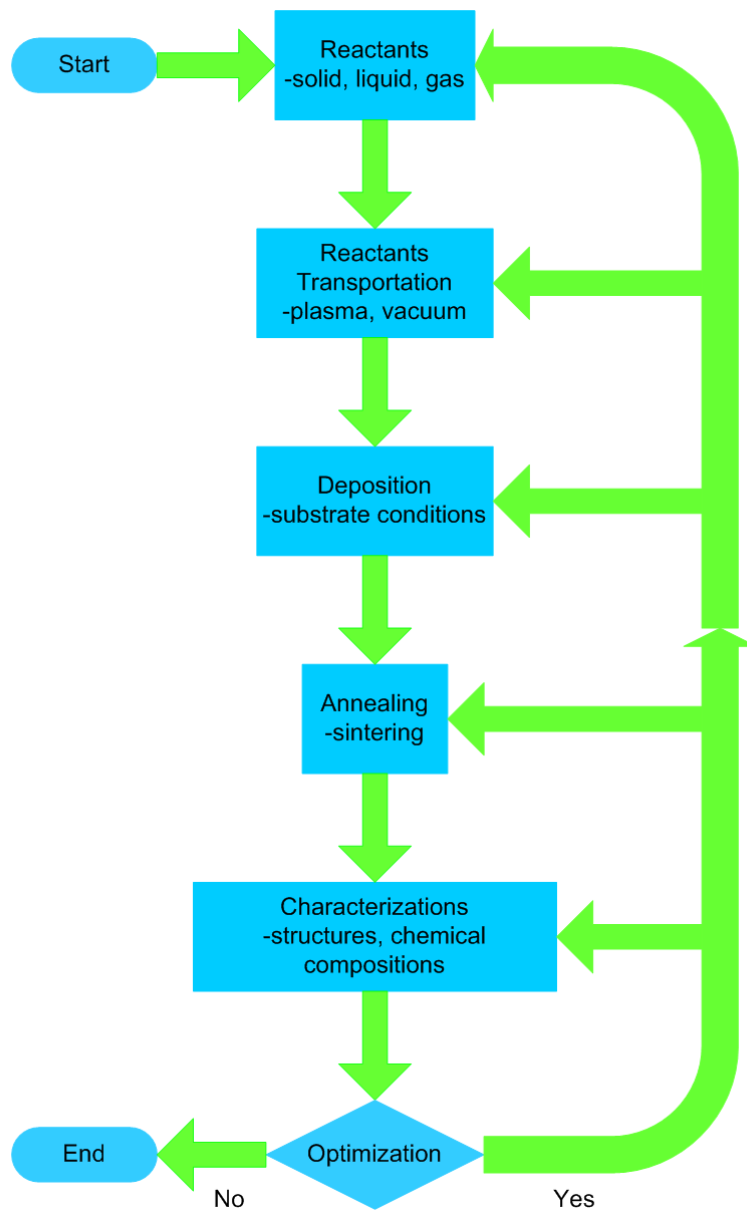 Start
Reactants
-solid, liquid, gas
Reactants
Transportation
-plasma, vacuum
Deposition
-substrate conditions
Annealing
-sintering
Characterizations
-structures, chemical
compositions
End
Optimization
No
Yes